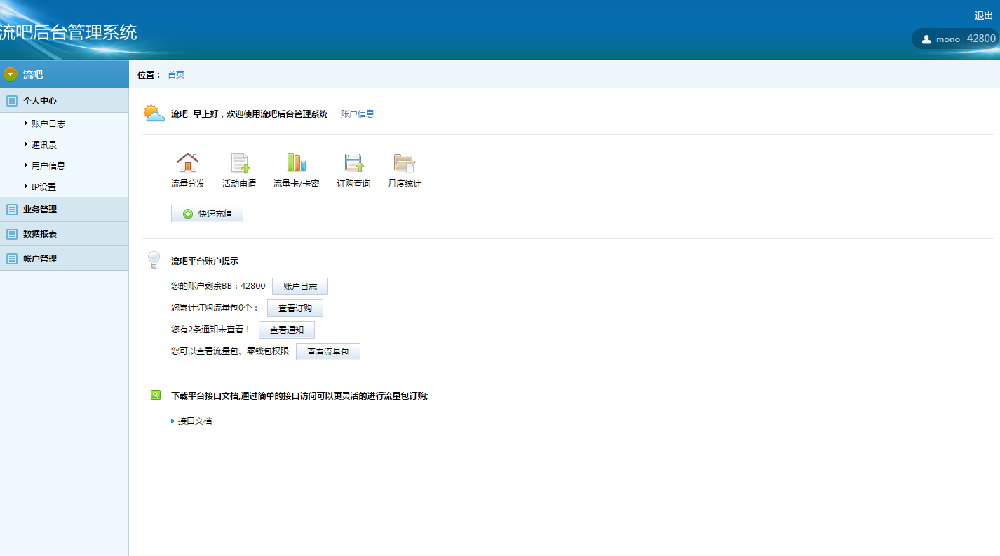 退出
流吧后台管理系统
mono 42800
流吧
位置： 首页
个人中心
账户日志
通讯录
用户信息
IP设置
业务管理
数据报表
帐户管理
流吧 早上好，欢迎使用流吧后台管理系统 账户信息
流量分发 活动申请 流量卡/卡密 订购查询 月度统计
快速充值
流吧平台账户提示
您的账户剩余BB：42800 账户日志
您累计订购流量包0个： 查看订购
您有2条通知未查看！ 查看通知
您可以查看流量包、零钱包权限 查看流量包
下载平台接口文档,通过简单的接口访问可以更灵活的进行流量包订购;
接口文档